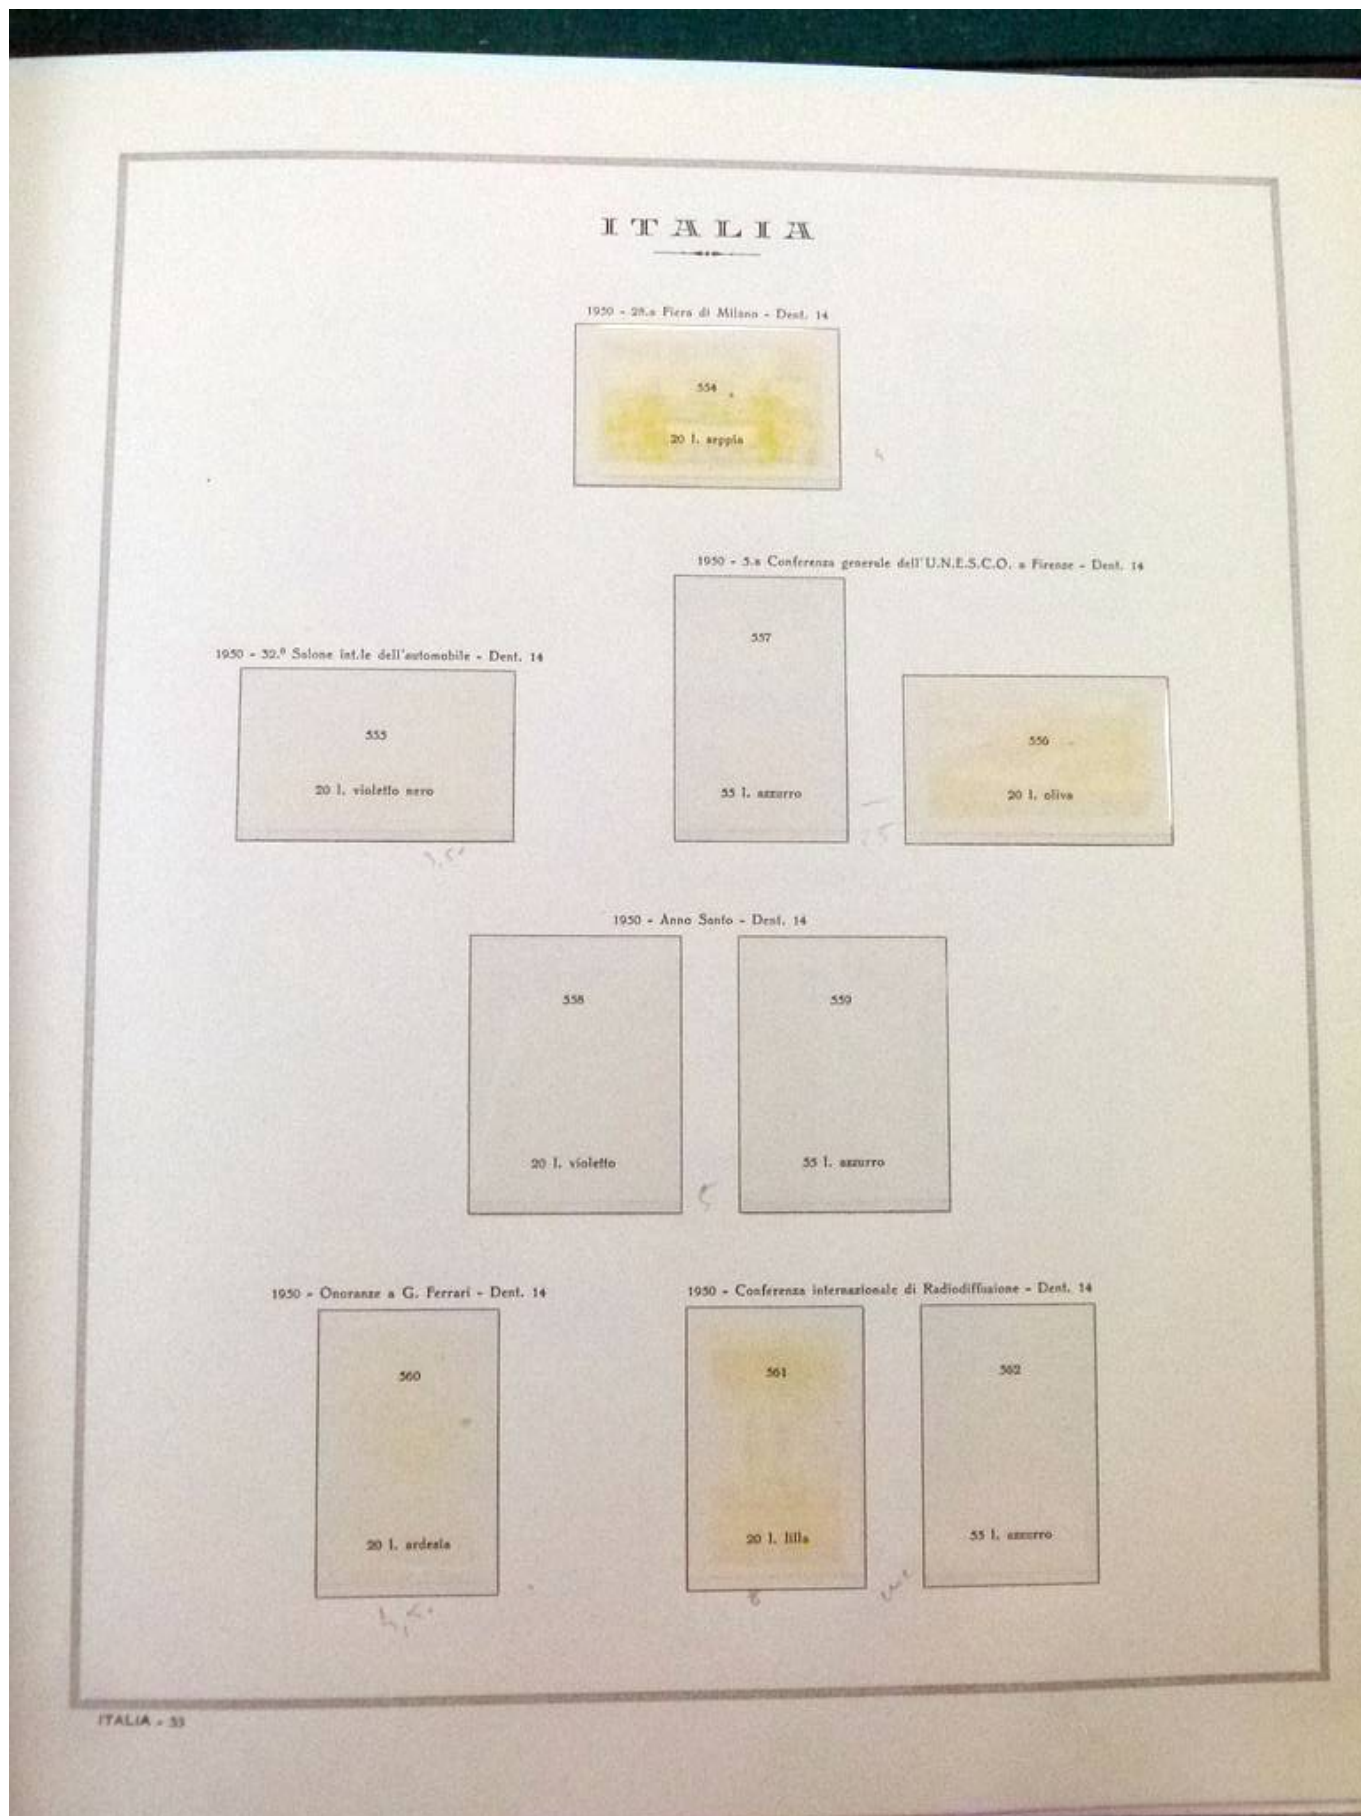 ITALIA
1950 - 28.a Fiera di Milano - Dent. 14
554
20 l. seppia
1950 - 5.a Conferenza generale dell'U.N.E.S.C.O. a Firenze - Dent. 14
557
55 l. azzurro
556
20 l. oliva
1950 - 32.º Salone int.le dell'automobile - Dent. 14
555
20 l. violetto nero
1950 - Anno Santo - Dent. 14
558
20 l. violetto
559
55 l. azzurro
5
1950 - Onoranze a G. Ferrari - Dent. 14
560
20 l. ardesia
1950 - Conferenza internazionale di Radiodiffusione - Dent. 14
561
20 l. lilla
562
55 l. azzurro
8
ITALIA - 53